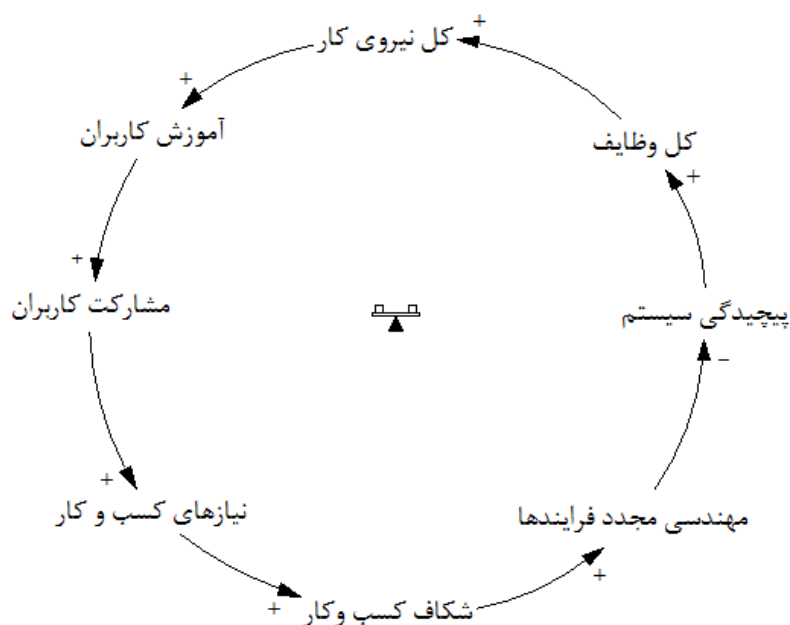 کل نیروی کار
+
+
آموزش کاربران
کل وظایف
+
+
مشارکت کاربران
پیچیدگی سیستم
−
+
نیازهای کسب و کار
مهندسی مجدد فرایندها
+
+
شکاف کسب وکار